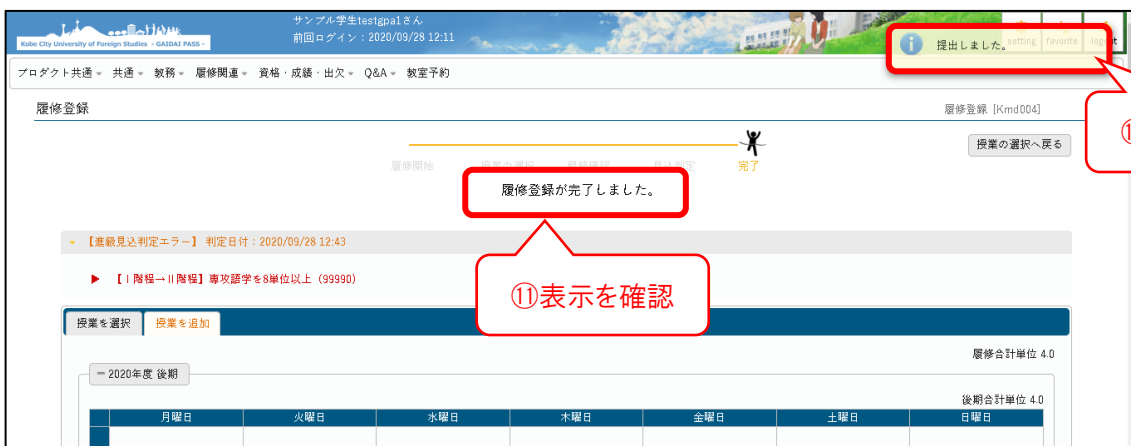 サンプル学生testgpa1さん
前回ログイン：2020/09/28 12:11
Kobe City University of Foreign Studies - GAIDAI PASS -
提出しました。
setting favorite logout
プロダクト共通 共通 教務 履修関連 資格・成績・出欠 Q&A 教室予約
履修登録
履修登録 [Kmd004]
授業の選択へ戻る
履修開始 授業の選択 最終確認 見込判定 完了
履修登録が完了しました。
【進級見込判定エラー】 判定日付：2020/09/28 12:43
【Ⅰ階程→Ⅱ階程】専攻語学を8単位以上（99990）
⑪表示を確認
授業を選択 授業を追加
履修合計単位 4.0
2020年度 後期
後期合計単位 4.0
月曜日 火曜日 水曜日 木曜日 金曜日 土曜日 日曜日